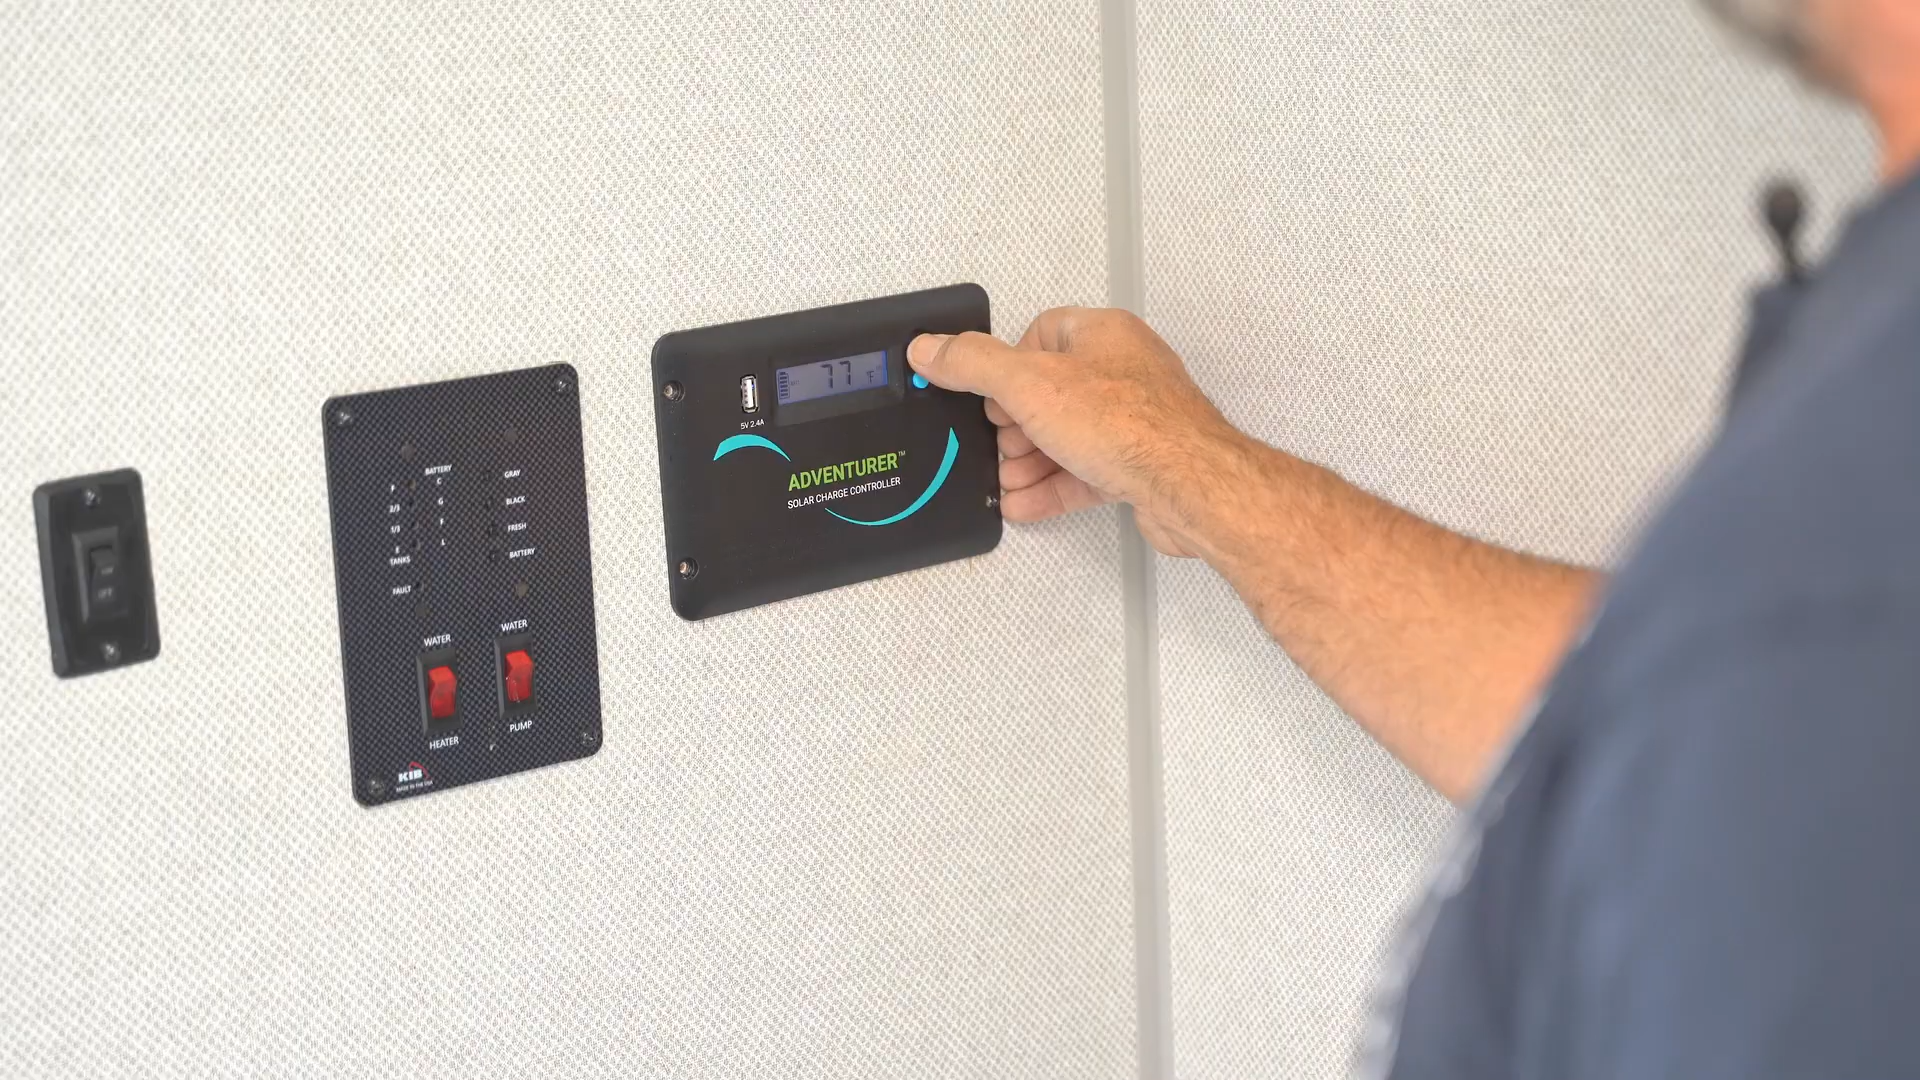 OFF
BATTERY
C
G
F
L
F
2/3
1/3
E
TANKS
FAULT
GRAY
BLACK
FRESH
BATTERY
WATER
HEATER
WATER
PUMP
KIB
MADE IN THE USA
5V 2.4A
77 °F
ADVENTURER™
SOLAR CHARGE CONTROLLER